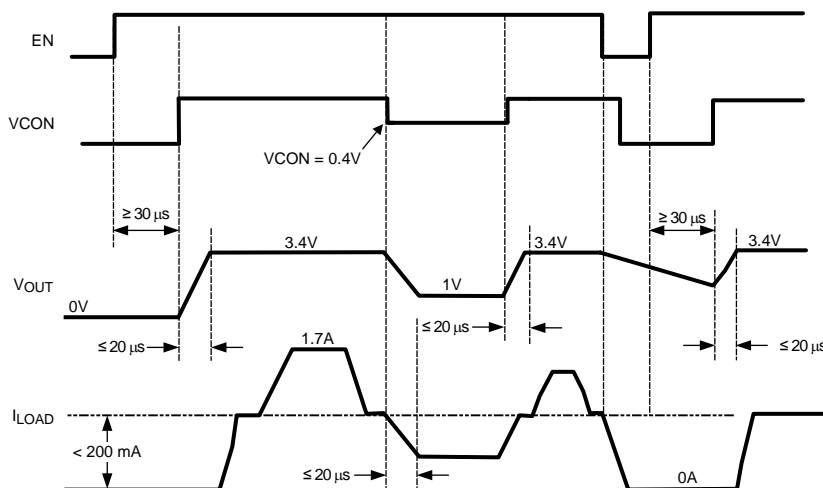 EN
VCON
VCON = 0.4V
≥ 30 μs
≥ 30 μs
3.4V
3.4V
3.4V
VOUT
1V
0V
≤ 20 μs
≤ 20 μs
≤ 20 μs
1.7A
ILOAD
< 200 mA
≤ 20 μs
0A